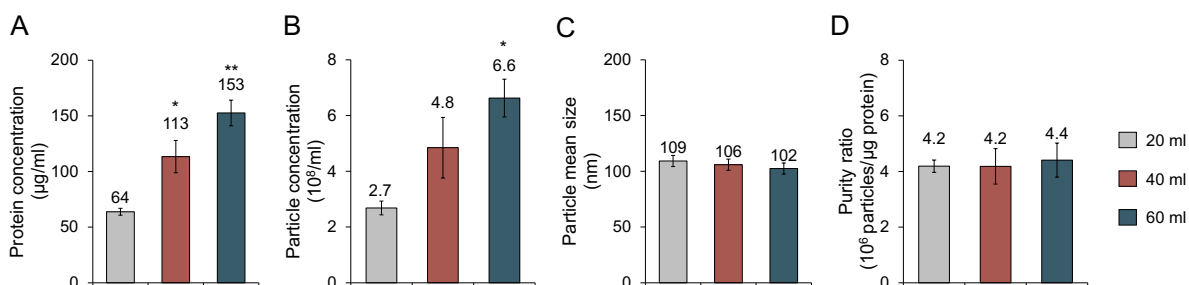 A
Protein concentration
(µg/ml)
200
150
100
50
0
64
*
113
**
153
B
Particle concentration
(10⁸/ml)
8
6
4
2
0
2.7
4.8
*
6.6
C
Particle mean size
(nm)
200
150
100
50
0
109
106
102
D
Purity ratio
(10⁶ particles/µg protein)
8
6
4
2
0
4.2
4.2
4.4
20 ml
40 ml
60 ml